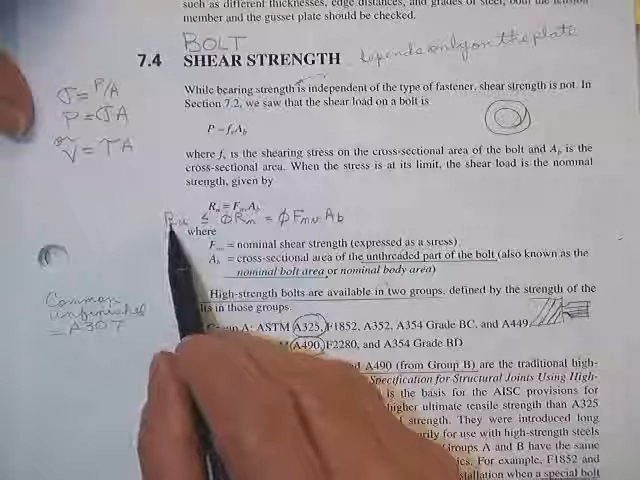 such as different thicknesses, edge distances, and grades of steel, both the tension
member and the gusset plate should be checked.
BOLT
7.4 SHEAR STRENGTH depends only on the plate
While bearing strength is independent of the type of fastener, shear strength is not. In
Section 7.2, we saw that the shear load on a bolt is
P = fᵥA_b
where fᵥ is the shearing stress on the cross-sectional area of the bolt and A_b is the
cross-sectional area. When the stress is at its limit, the shear load is the nominal
strength, given by
Rₙ = Fₙᵥ A_b
Ru ≤ φRn = φ Fnv Ab
where
Fₙᵥ = nominal shear strength (expressed as a stress)
A_b = cross-sectional area of the unthreaded part of the bolt (also known as the
nominal bolt area or nominal body area)
High-strength bolts are available in two groups, defined by the strength of the
in those groups.
A: ASTM A325, F1852, A352, A354 Grade BC, and A449
A490, F2280, and A354 Grade BD
A490 (from Group B) are the traditional high-
Specification for Structural Joints Using High-
is the basis for the AISC provisions for
higher ultimate tensile strength than A325
strength. They were introduced long
for use with high-strength steels
Groups A and B have the same
For example, F1852 and
installation when a special bolt
σ = P/A
P = σA
or
V = τA
Common
unfinished
= A307